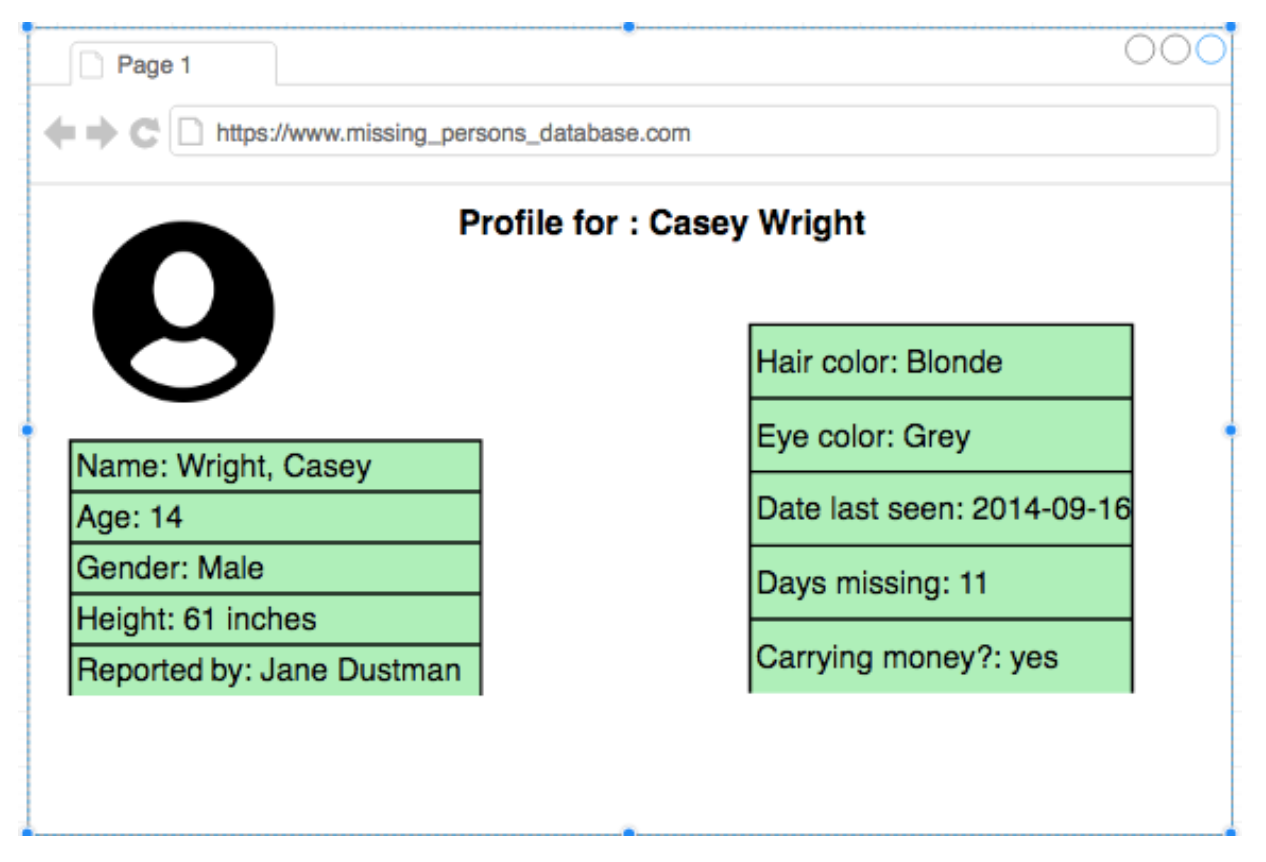 Page 1
https://www.missing_persons_database.com
Profile for : Casey Wright
Name: Wright, Casey
Age: 14
Gender: Male
Height: 61 inches
Reported by: Jane Dustman
Hair color: Blonde
Eye color: Grey
Date last seen: 2014-09-16
Days missing: 11
Carrying money?: yes